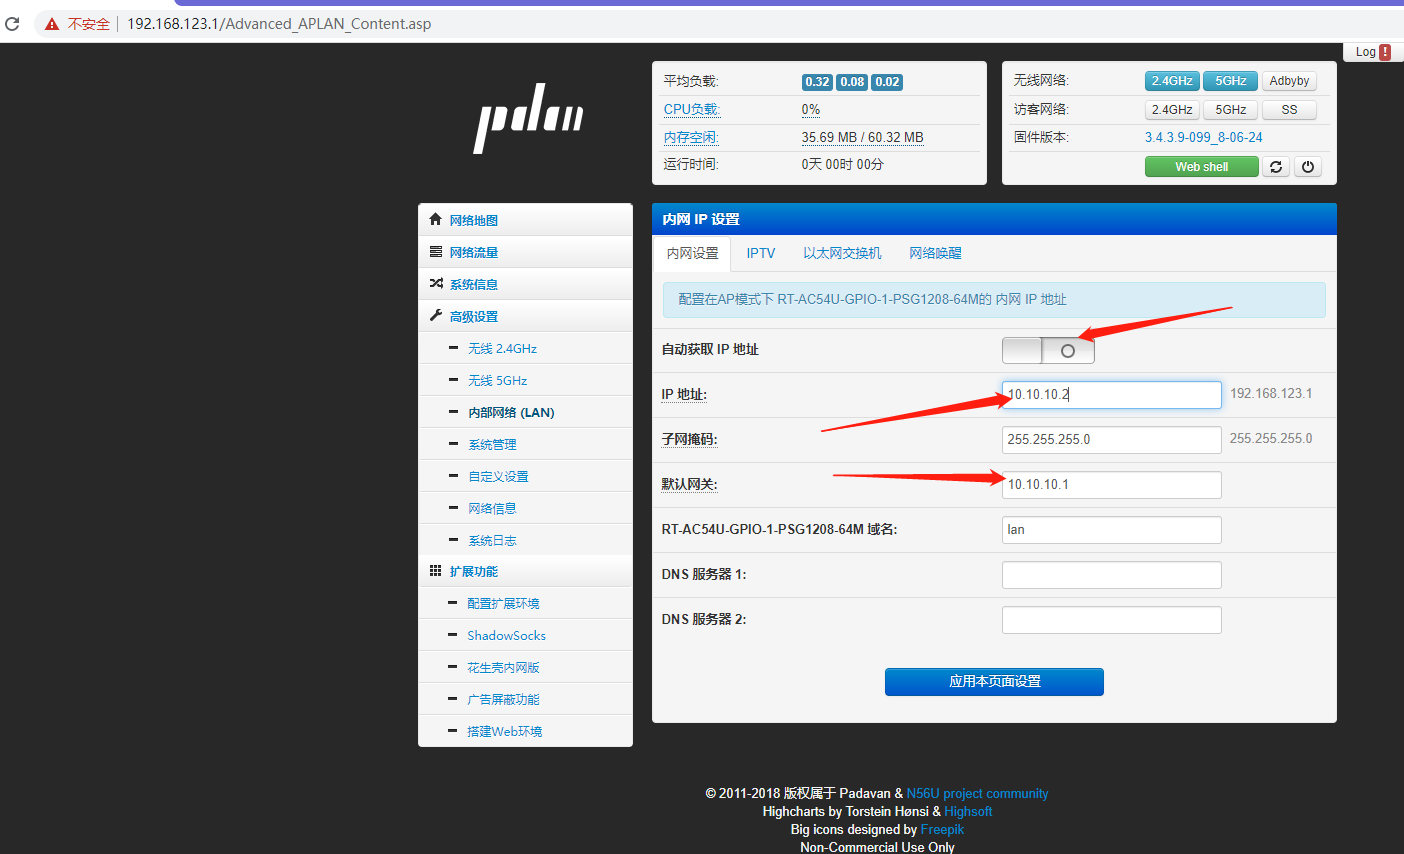 不安全 192.168.123.1/Advanced_APLAN_Content.asp
Log !
pdan
平均负载: 0.32 0.08 0.02
CPU负载: 0%
内存空闲: 35.69 MB / 60.32 MB
运行时间: 0天 00时 00分
无线网络: 2.4GHz 5GHz Adbyby
访客网络: 2.4GHz 5GHz SS
固件版本: 3.4.3.9-099_8-06-24
Web shell
网络地图
网络流量
系统信息
高级设置
无线 2.4GHz
无线 5GHz
内部网络 (LAN)
系统管理
自定义设置
网络信息
系统日志
扩展功能
配置扩展环境
ShadowSocks
花生壳内网版
广告屏蔽功能
搭建Web环境
内网 IP 设置
内网设置 IPTV 以太网交换机 网络唤醒
配置在AP模式下 RT-AC54U-GPIO-1-PSG1208-64M的 内网 IP 地址
自动获取 IP 地址
IP 地址: 10.10.10.2 192.168.123.1
子网掩码: 255.255.255.0 255.255.255.0
默认网关: 10.10.10.1
RT-AC54U-GPIO-1-PSG1208-64M 域名: lan
DNS 服务器 1:
DNS 服务器 2:
应用本页面设置
© 2011-2018 版权属于 Padavan & N56U project community
Highcharts by Torstein Hønsi & Highsoft
Big icons designed by Freepik
Non-Commercial Use Only